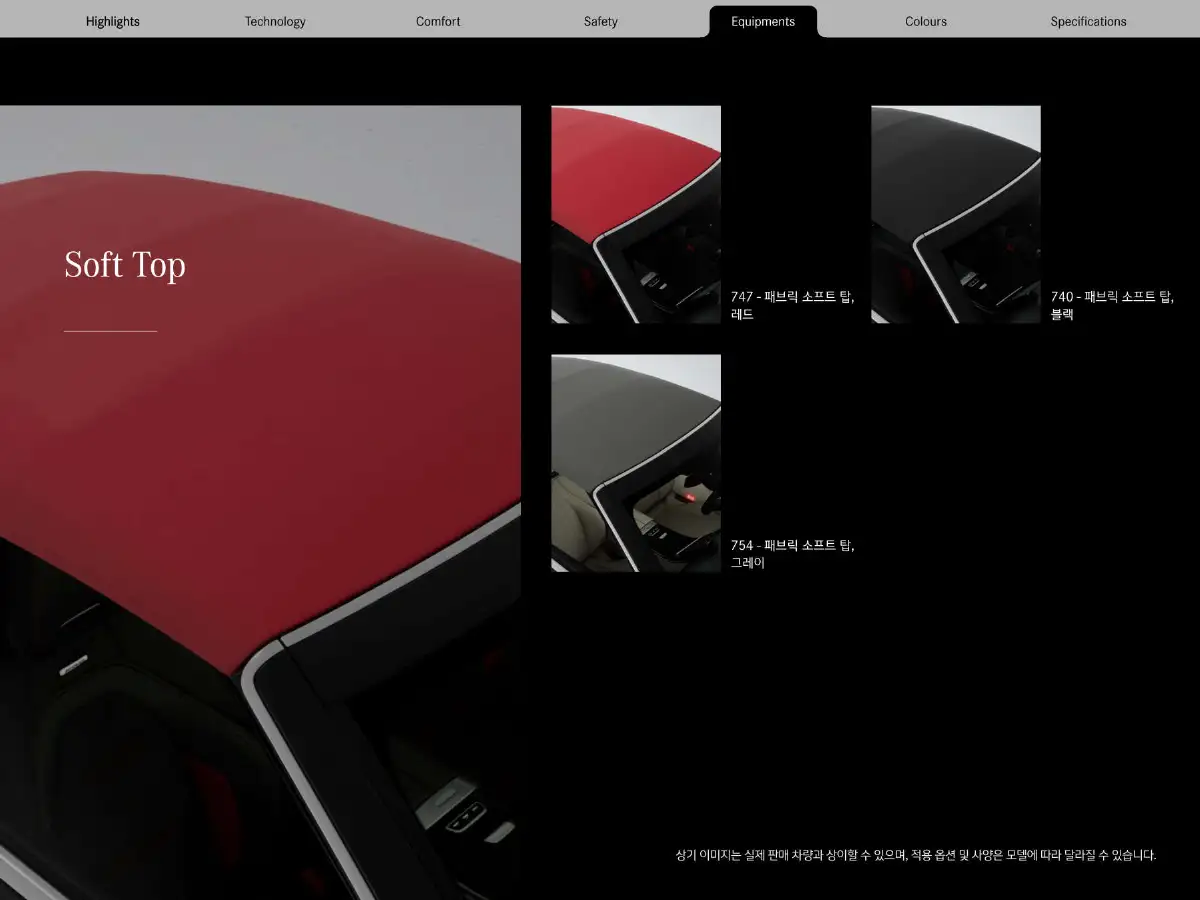 Highlights
Technology
Comfort
Safety
Equipments
Colours
Specifications
Soft Top
747 - 패브릭 소프트 탑,
레드
740 - 패브릭 소프트 탑,
블랙
754 - 패브릭 소프트 탑,
그레이
상기 이미지는 실제 판매 차량과 상이할 수 있으며, 적용 옵션 및 사양은 모델에 따라 달라질 수 있습니다.